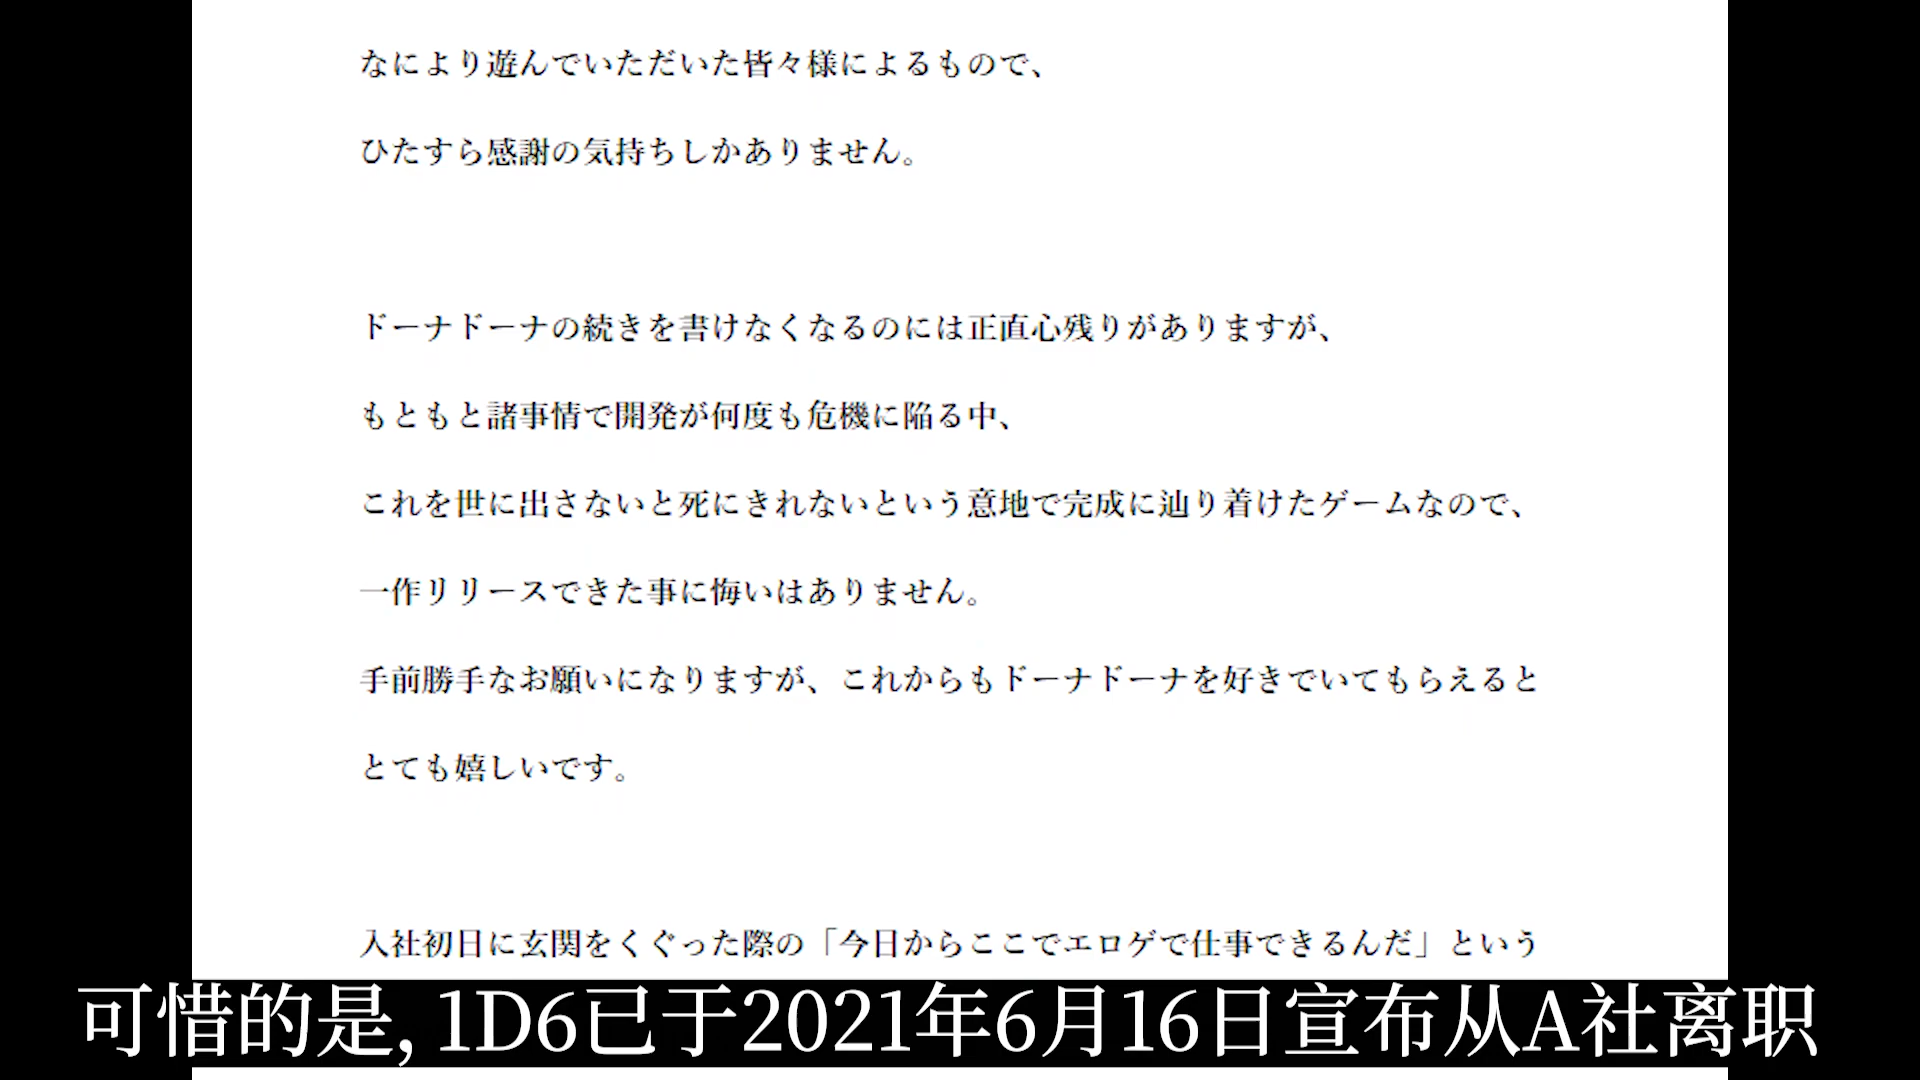 なにより遊んでいただいた皆々様によるもので、
ひたすら感謝の気持ちしかありません。
ドーナドーナの続きを書けなくなるのには正直心残りがありますが、
もともと諸事情で開発が何度も危機に陥る中、
これを世に出さないと死にきれないという意地で完成に辿り着けたゲームなので、
一作リリースできた事に悔いはありません。
手前勝手なお願いになりますが、これからもドーナドーナを好きでいてもらえると
とても嬉しいです。
入社初日に玄関をくぐった際の「今日からここでエロゲで仕事できるんだ」という
可惜的是, 1D6已于2021年6月16日宣布从A社离职